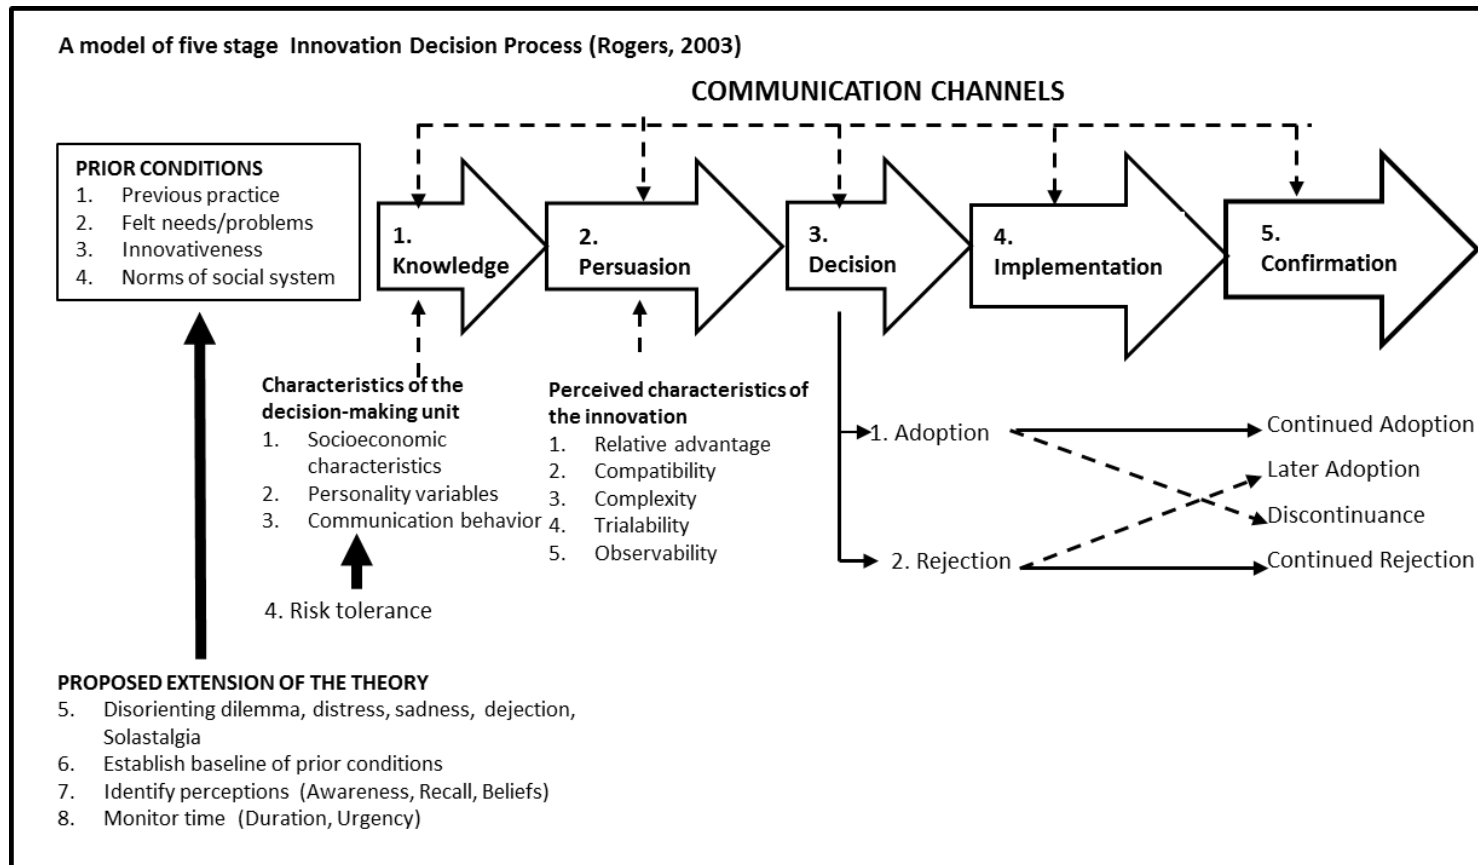 A model of five stage Innovation Decision Process (Rogers, 2003)
COMMUNICATION CHANNELS
PRIOR CONDITIONS
1. Previous practice
2. Felt needs/problems
3. Innovativeness
4. Norms of social system
1.
Knowledge
2.
Persuasion
3.
Decision
4.
Implementation
5.
Confirmation
Characteristics of the
decision-making unit
1. Socioeconomic
characteristics
2. Personality variables
3. Communication behavior
4. Risk tolerance
Perceived characteristics of
the innovation
1. Relative advantage
2. Compatibility
3. Complexity
4. Trialability
5. Observability
1. Adoption
2. Rejection
Continued Adoption
Later Adoption
Discontinuance
Continued Rejection
PROPOSED EXTENSION OF THE THEORY
5. Disorienting dilemma, distress, sadness, dejection,
Solastalgia
6. Establish baseline of prior conditions
7. Identify perceptions (Awareness, Recall, Beliefs)
8. Monitor time (Duration, Urgency)